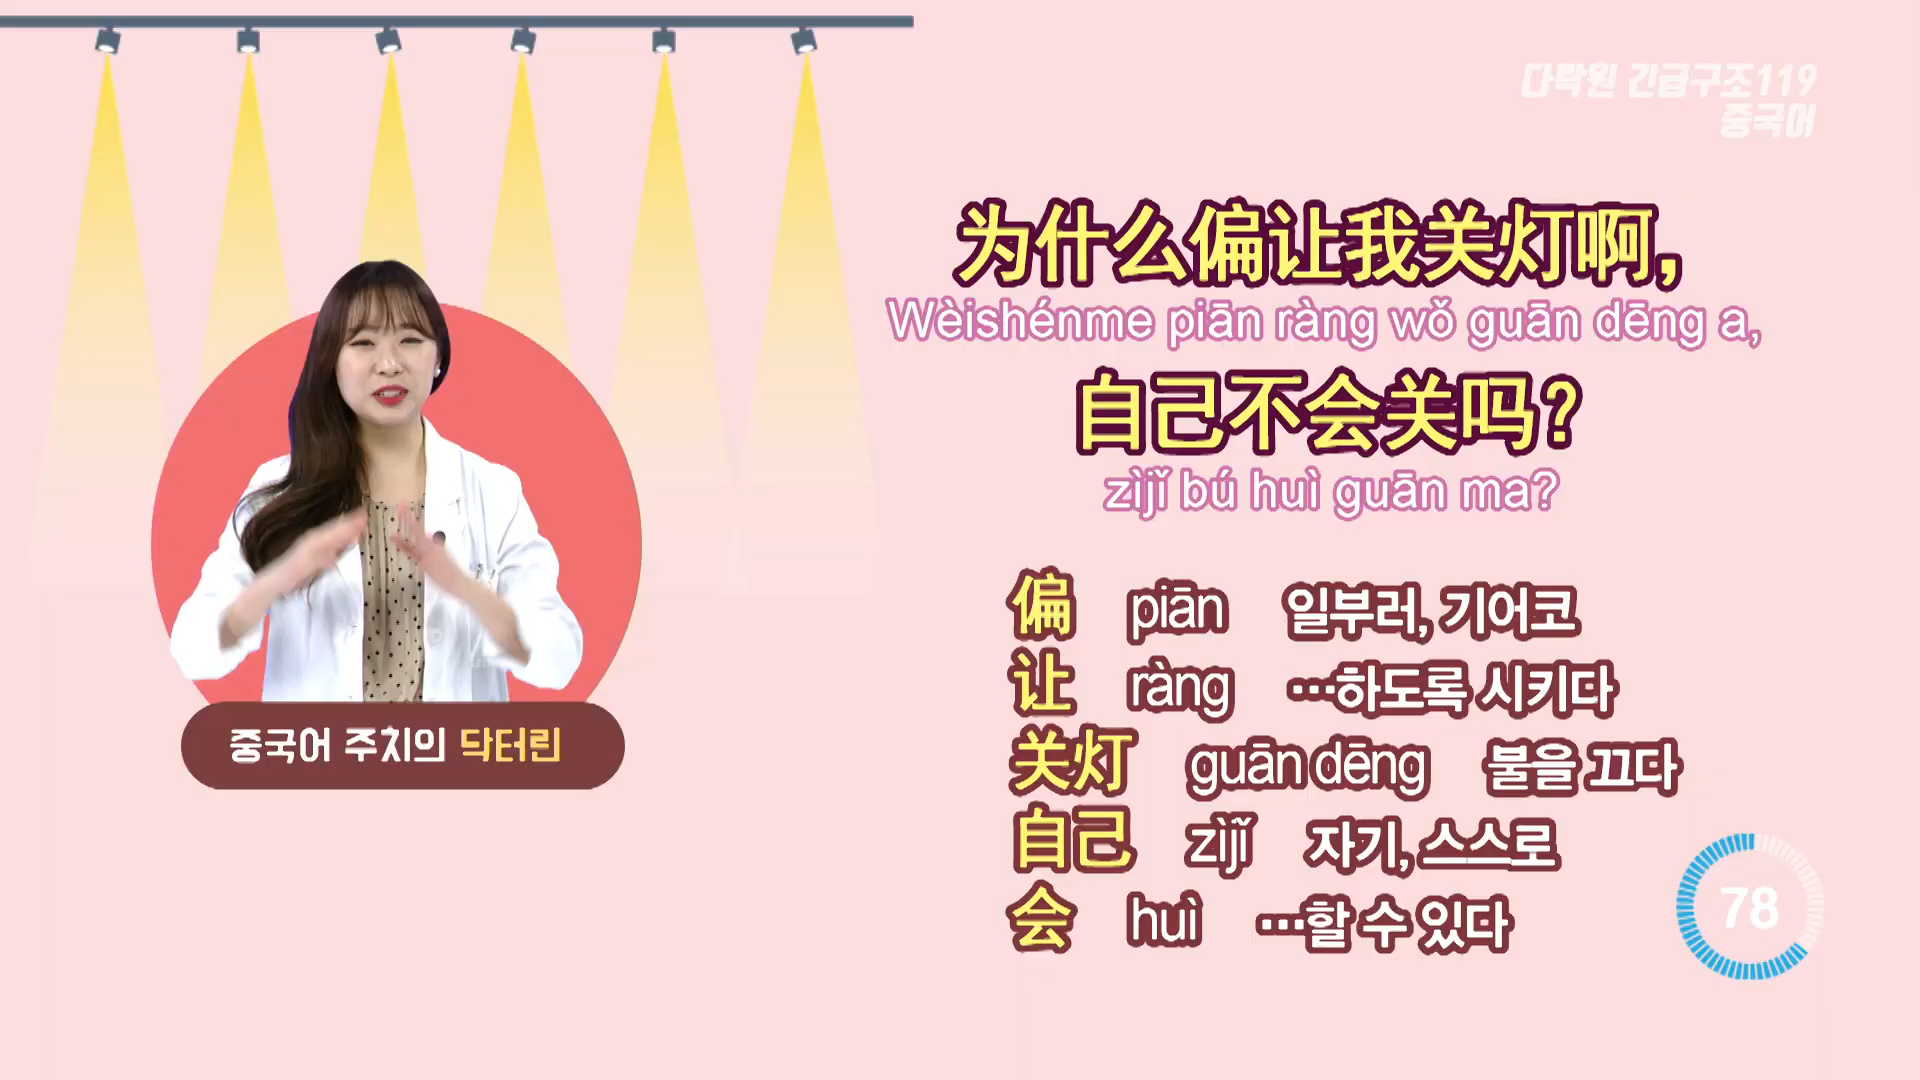 다락원 긴급구조119
중국어
为什么偏让我关灯啊,
Wèishénme piān ràng wǒ guān dēng a,
自己不会关吗?
zìjǐ bú huì guān ma?
偏 piān 일부러, 기어코
让 ràng …하도록 시키다
关灯 guān dēng 불을 끄다
自己 zìjǐ 자기, 스스로
会 huì …할 수 있다
중국어 주치의 닥터린
78